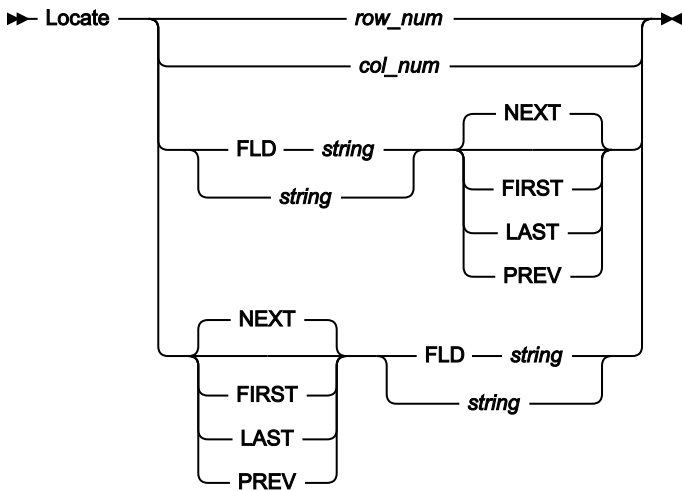 Locate row_num
col_num
NEXT
FLD string
string
FIRST
LAST
PREV
NEXT
FLD string
FIRST
string
LAST
PREV